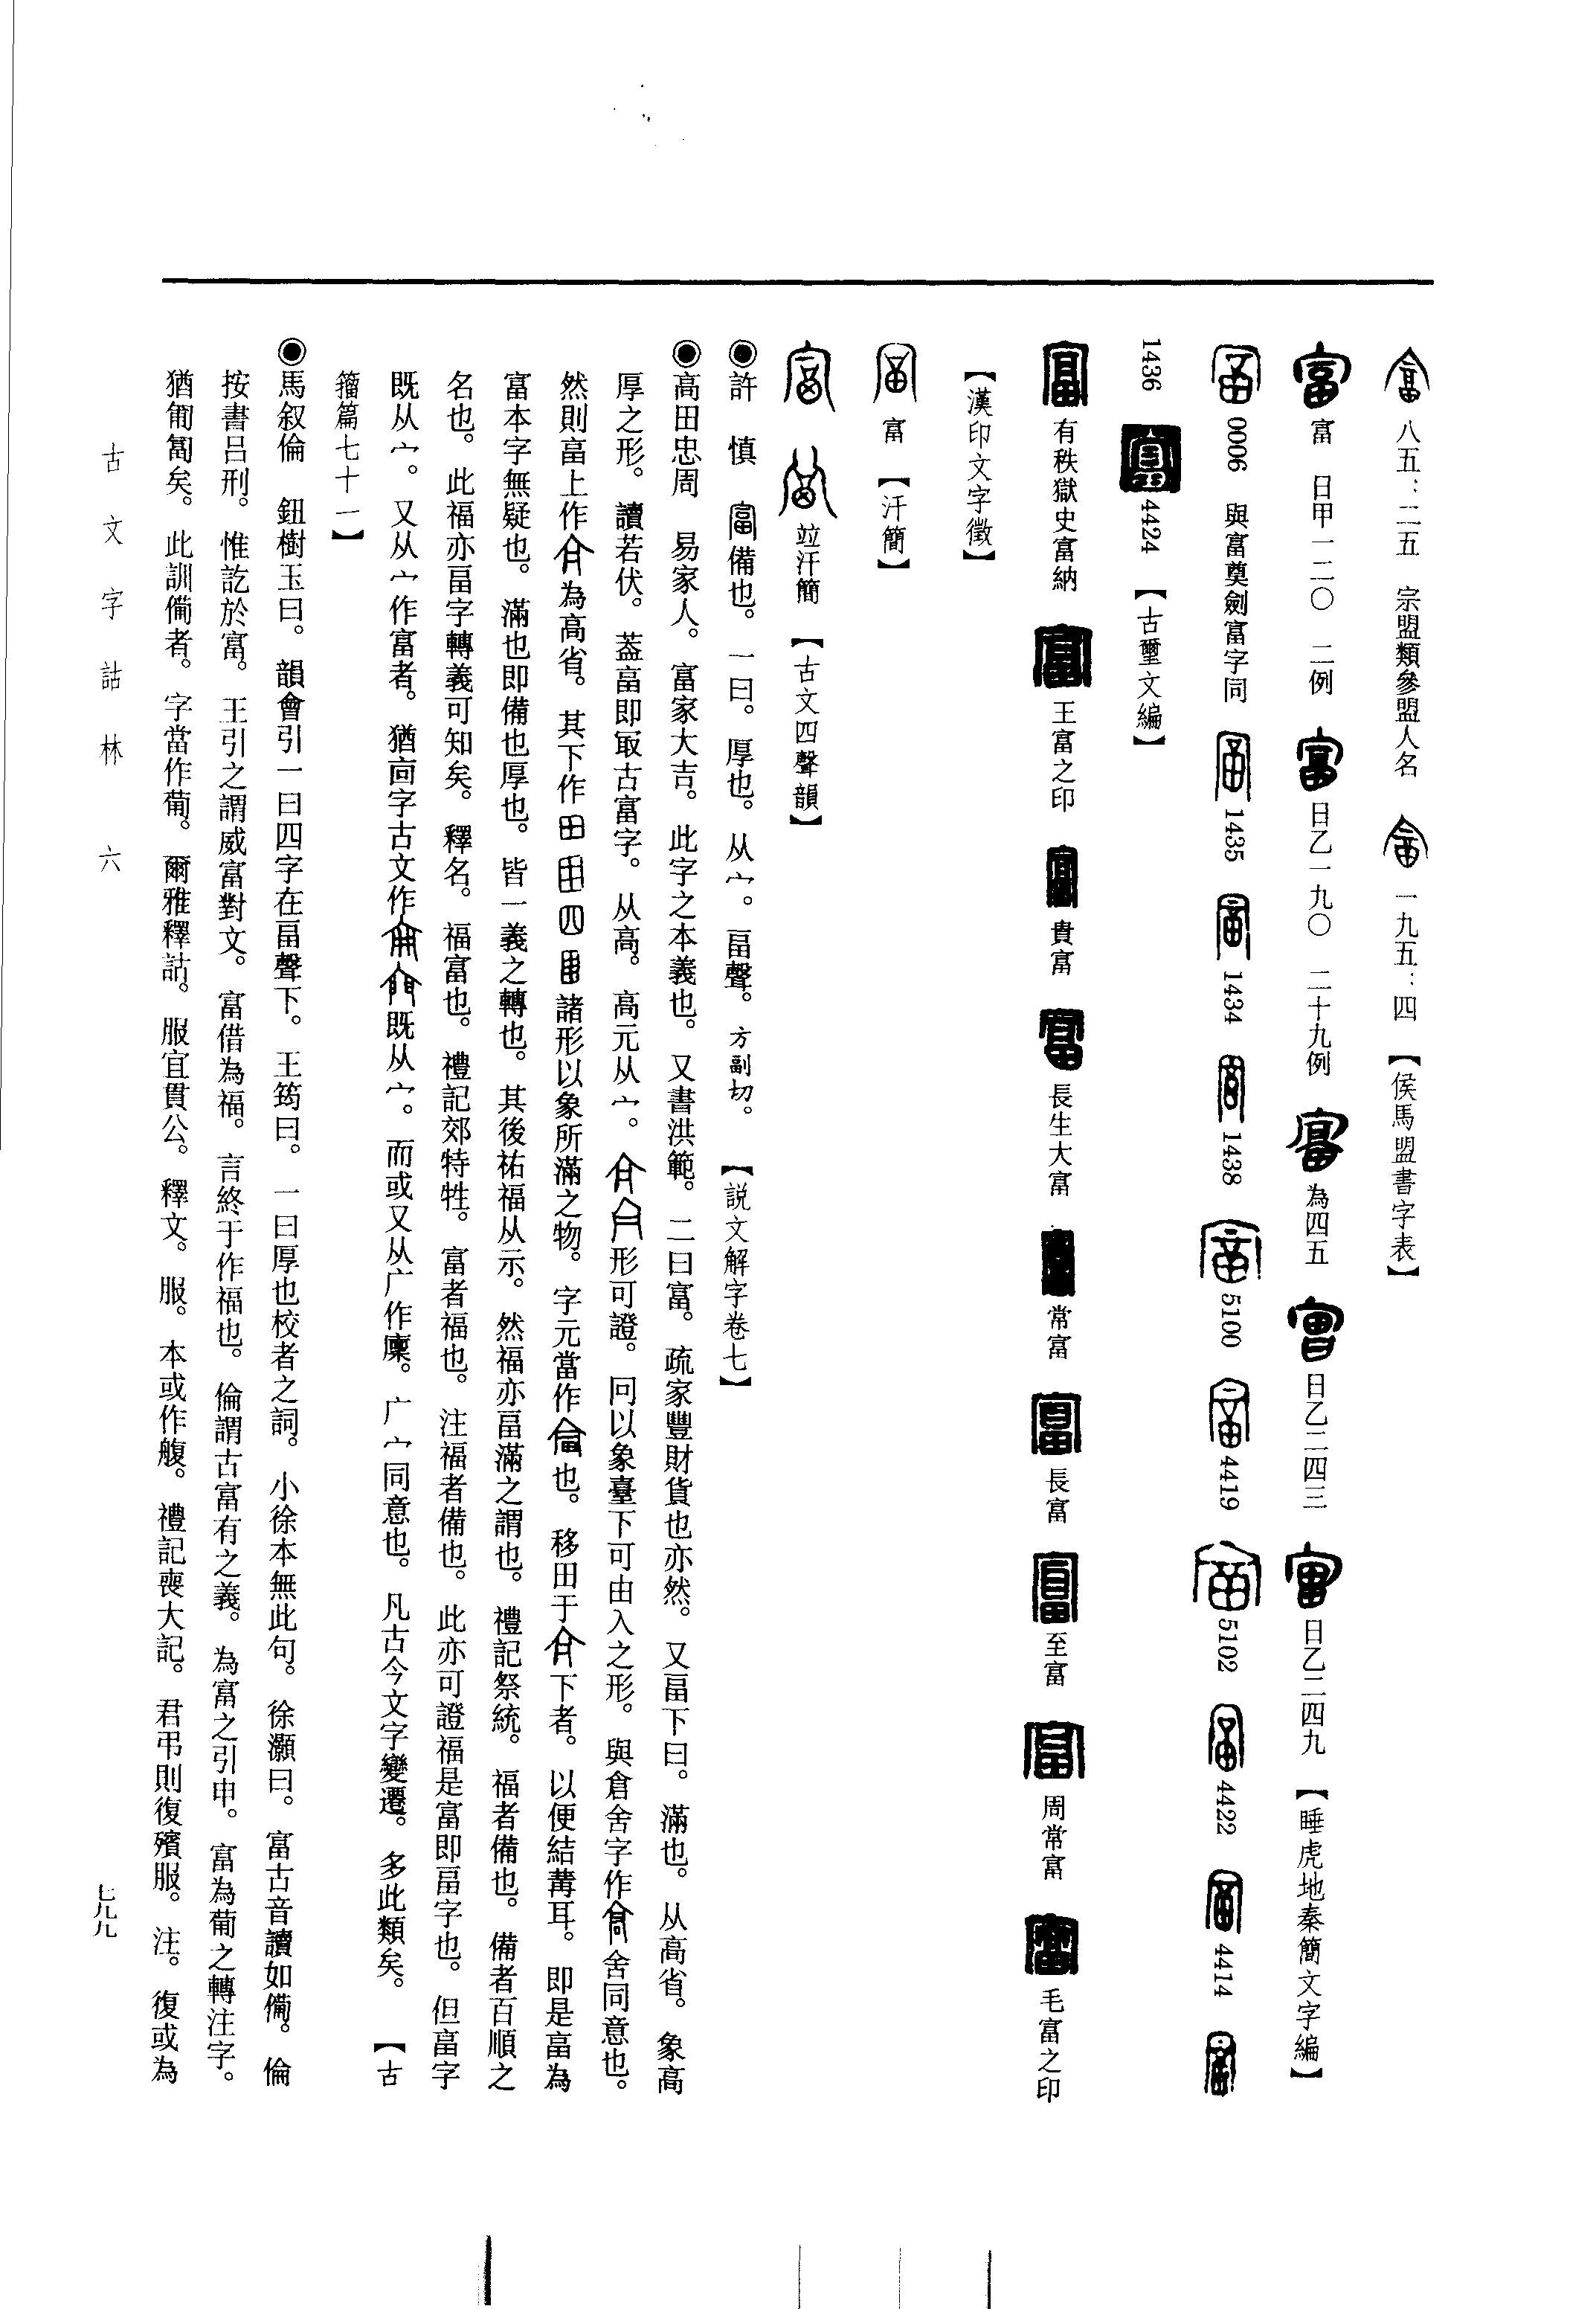 八五：二五　宗盟類參盟人名　一九五：四　【侯馬盟書字表】
富　日甲一二〇　二例　日乙一九〇　二十九例　為四五　日乙二四三　日乙二四九　【睡虎地秦簡文字編】
0006　與富奠劍富字同　1435　1434　1438　5100　4419　5102　4422　4414
1436　4424　【古璽文編】
有秩獄史富納　王富之印　貴富　長生大富　常富　長富　至富　周常富　毛富之印
【漢印文字徵】
富　【汗簡】
竝汗簡　【古文四聲韻】
◉許　慎　富備也。一曰。厚也。从宀。畐聲。方副切。　【說文解字卷七】
◉高田忠周　易家人。富家大吉。此字之本義也。又書洪範。二曰富。疏家豐財貨也亦然。又畐下曰。滿也。从高省。象高
厚之形。讀若伏。葢畐即㝡古富字。从高。高元从宀。形可證。冋以象臺下可由入之形。與倉舍字作舍同意也。
然則畐上作為高省。其下作諸形以象所滿之物。字元當作也。移田于下者。以便結冓耳。即是畐為
富本字無疑也。滿也即備也厚也。皆一義之轉也。其後祐福从示。然福亦畐滿之謂也。禮記祭統。福者備也。備者百順之
名也。此福亦畐字轉義可知矣。釋名。福富也。禮記郊特牲。富者福也。注福者備也。此亦可證福是富即畐字也。但畐字
既从宀。又从宀作富者。猶㐭字古文作既从宀。而或又从广作廩。广宀同意也。凡古今文字變遷。多此類矣。　【古
籀篇七十一】
◉馬叙倫　鈕樹玉曰。韻會引一曰四字在畐聲下。王筠曰。一曰厚也校者之詞。小徐本無此句。徐灝曰。富古音讀如僃。倫
按書呂刑。惟訖於富。王引之謂威富對文。富借為福。言終于作福也。倫謂古富有之義。為富之引申。富為葡之轉注字。
猶匍匐矣。此訓僃者。字當作葡。爾雅釋詁。服宜貫公。釋文。服。本或作𦨕。禮記喪大記。君弔則復殯服。注。復或為
古文字詁林　六
七九九